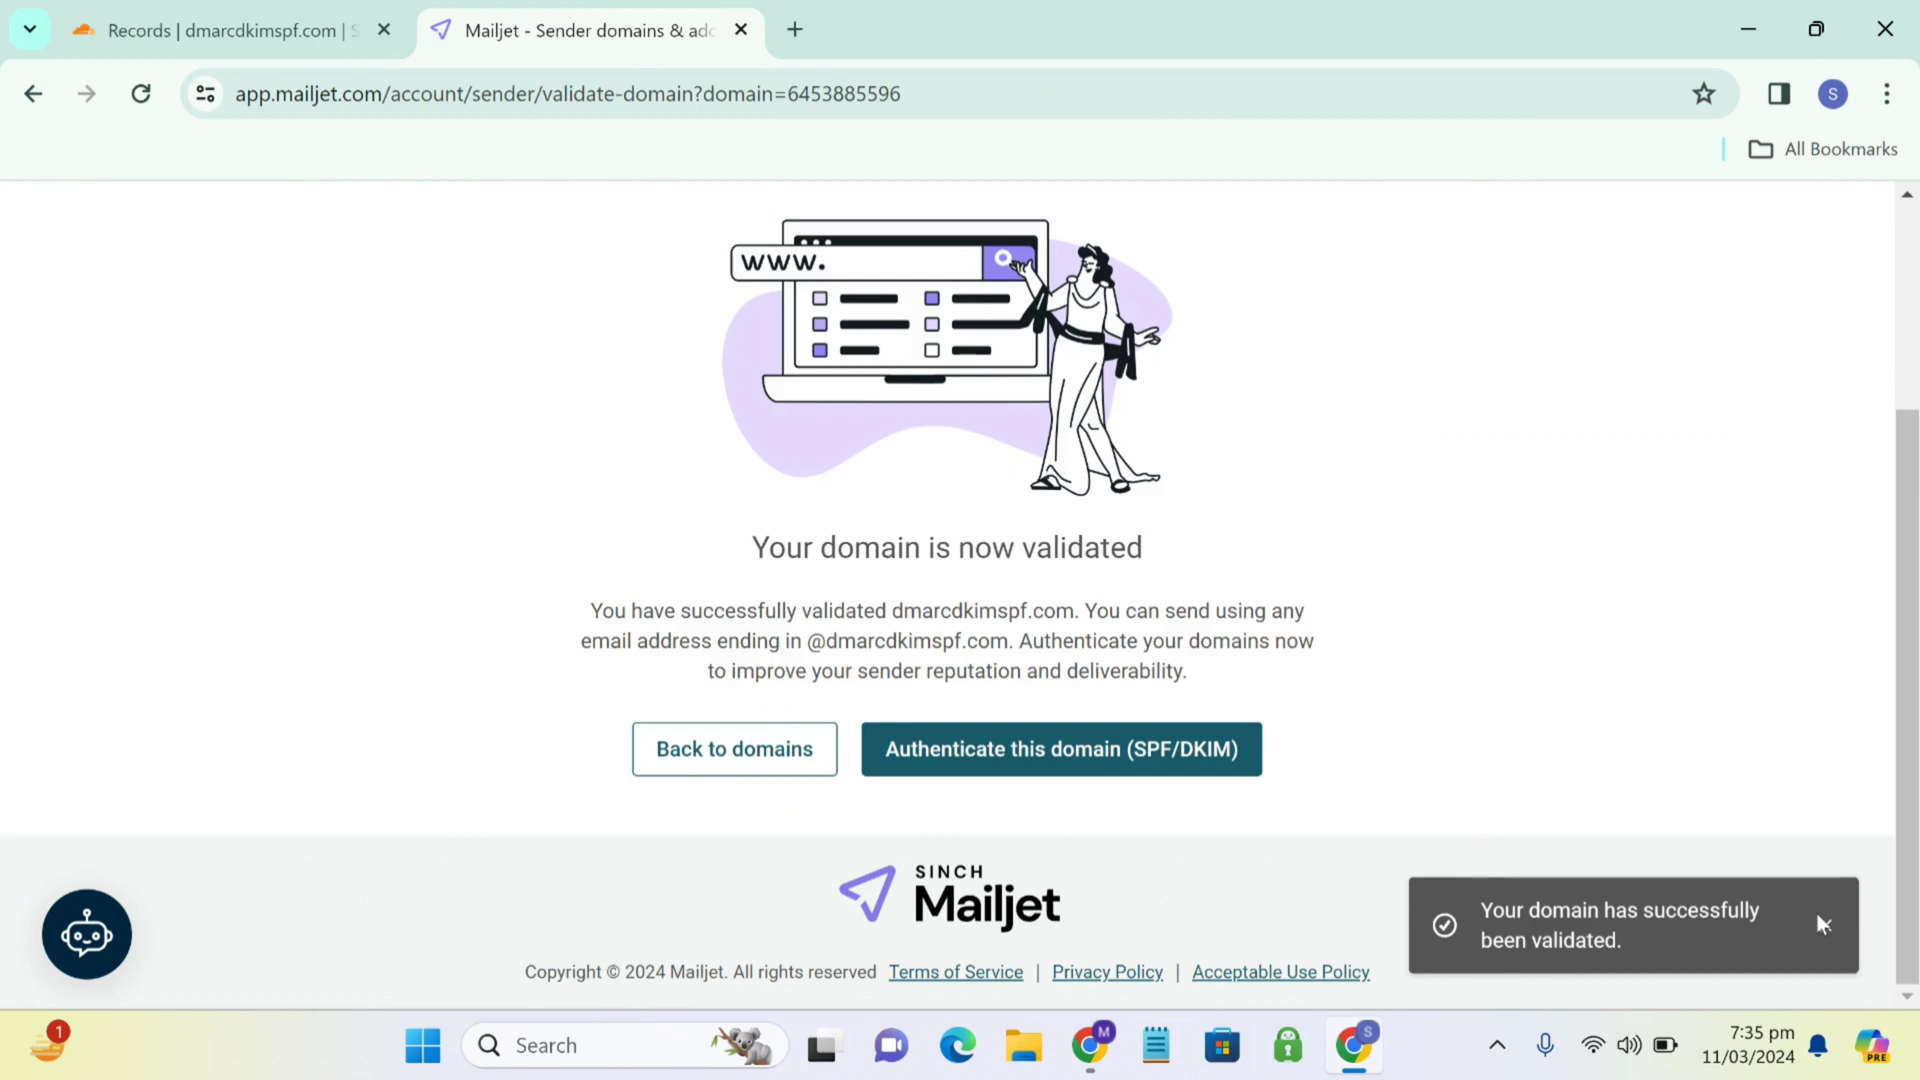 Records | dmarcdkimspf.com | S
Mailjet - Sender domains & adc
app.mailjet.com/account/sender/validate-domain?domain=6453885596
S
All Bookmarks
www.
Your domain is now validated
You have successfully validated dmarcdkimspf.com. You can send using any
email address ending in @dmarcdkimspf.com. Authenticate your domains now
to improve your sender reputation and deliverability.
Back to domains
Authenticate this domain (SPF/DKIM)
SINCH
Mailjet
Your domain has successfully
been validated.
Copyright © 2024 Mailjet. All rights reserved Terms of Service | Privacy Policy | Acceptable Use Policy
1
Search
M
S
7:35 pm
11/03/2024
PRE